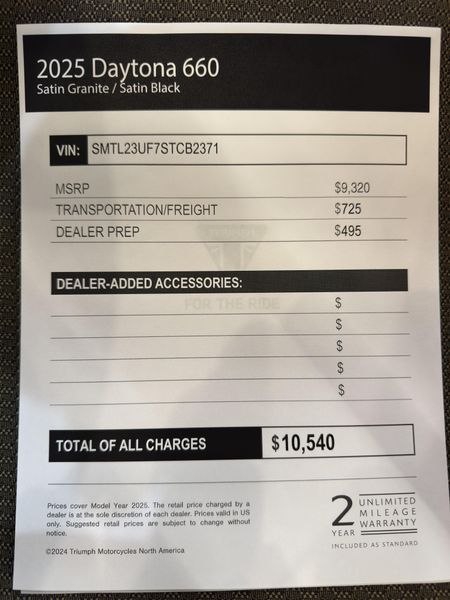 2025 Daytona 660
Satin Granite / Satin Black
VIN: SMTL23UF7STCB2371
MSRP $9,320
TRANSPORTATION/FREIGHT $725
DEALER PREP $495
TRIUMPH
DEALER-ADDED ACCESSORIES:
FOR THE RIDE
$
$
$
$
$
TOTAL OF ALL CHARGES $10,540
Prices cover Model Year 2025. The retail price charged by a
dealer is at the sole discretion of each dealer. Prices valid in US
only. Suggested retail prices are subject to change without
notice.
©2024 Triumph Motorcycles North America
2 YEAR UNLIMITED
MILEAGE
WARRANTY
INCLUDED AS STANDARD